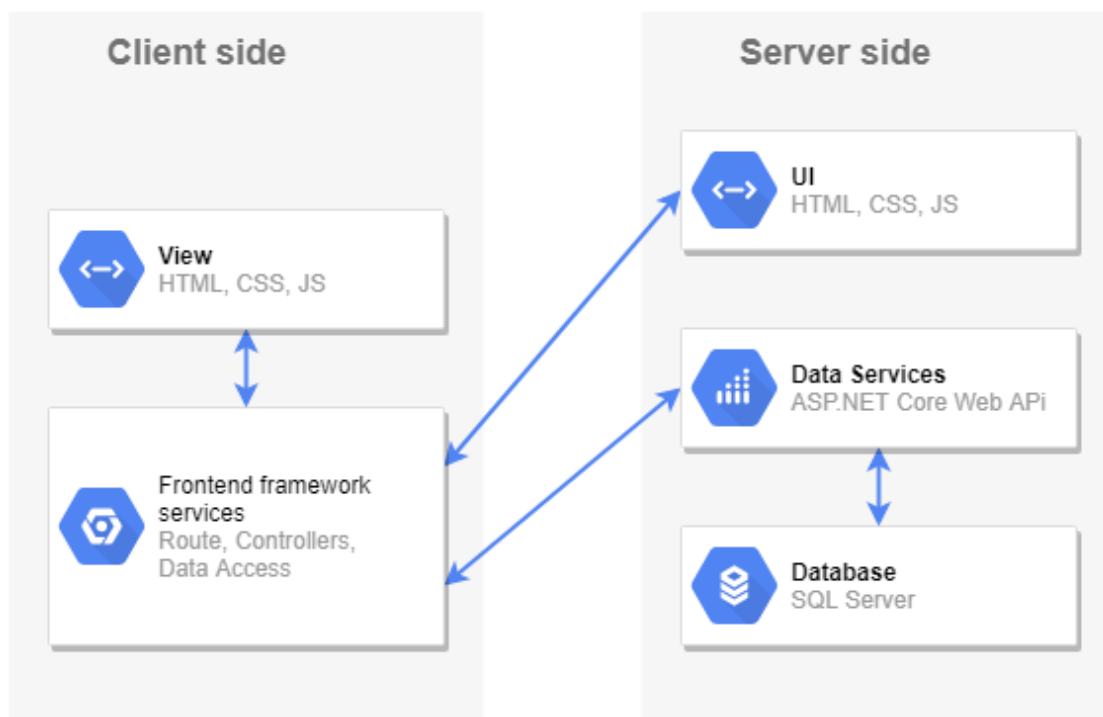 Client side
View
HTML, CSS, JS
Frontend framework
services
Route, Controllers,
Data Access
Server side
UI
HTML, CSS, JS
Data Services
ASP.NET Core Web APi
Database
SQL Server